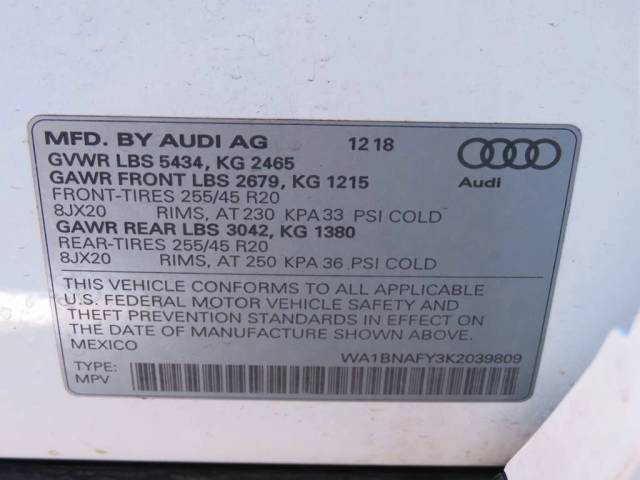 MFD. BY AUDI AG 12 18
GVWR LBS 5434, KG 2465
GAWR FRONT LBS 2679, KG 1215
FRONT-TIRES 255/45 R20
8JX20 RIMS, AT 230 KPA 33 PSI COLD
GAWR REAR LBS 3042, KG 1380
REAR-TIRES 255/45 R20
8JX20 RIMS, AT 250 KPA 36 PSI COLD
Audi
THIS VEHICLE CONFORMS TO ALL APPLICABLE
U.S. FEDERAL MOTOR VEHICLE SAFETY AND
THEFT PREVENTION STANDARDS IN EFFECT ON
THE DATE OF MANUFACTURE SHOWN ABOVE.
MEXICO
WA1BNAFY3K2039809
TYPE:
MPV